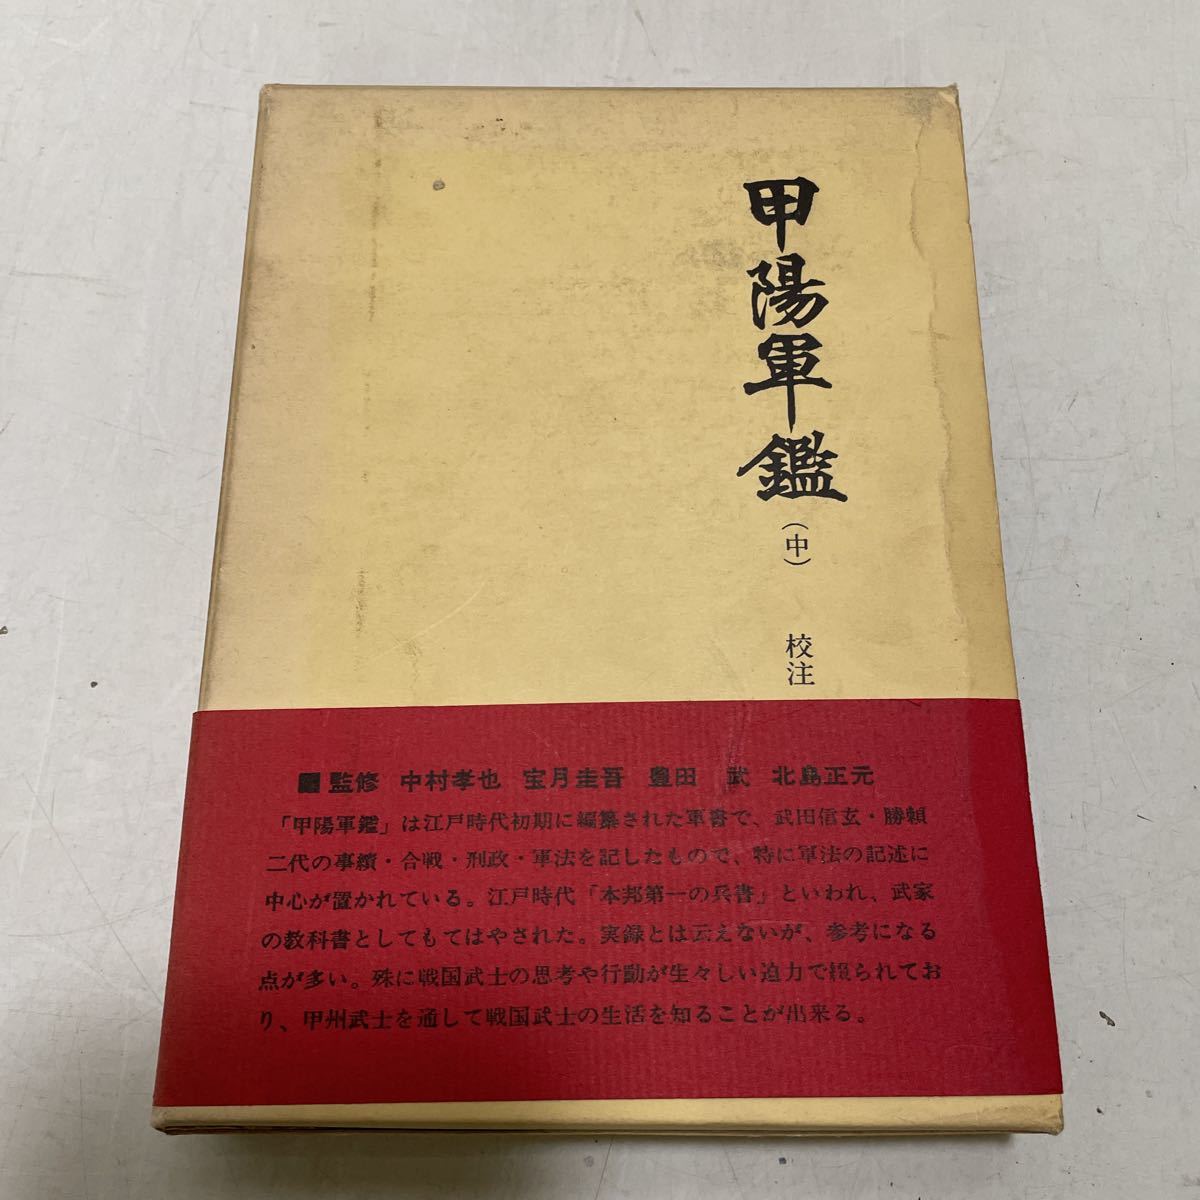 甲陽軍鑑
（中）
校注
■監修 中村孝也 宝月圭吾 豊田 武 北島正元
「甲陽軍鑑」は江戸時代初期に編纂された軍書で、武田信玄・勝頼
二代の事績・合戦・刑政・軍法を記したもので、特に軍法の記述に
中心が置かれている。江戸時代「本邦第一の兵書」といわれ、武家
の教科書としてもてはやされた。実録とは云えないが、参考になる
点が多い。殊に戦国武士の思考や行動が生々しい迫力で綴られてお
り、甲州武士を通して戦国武士の生活を知ることが出来る。